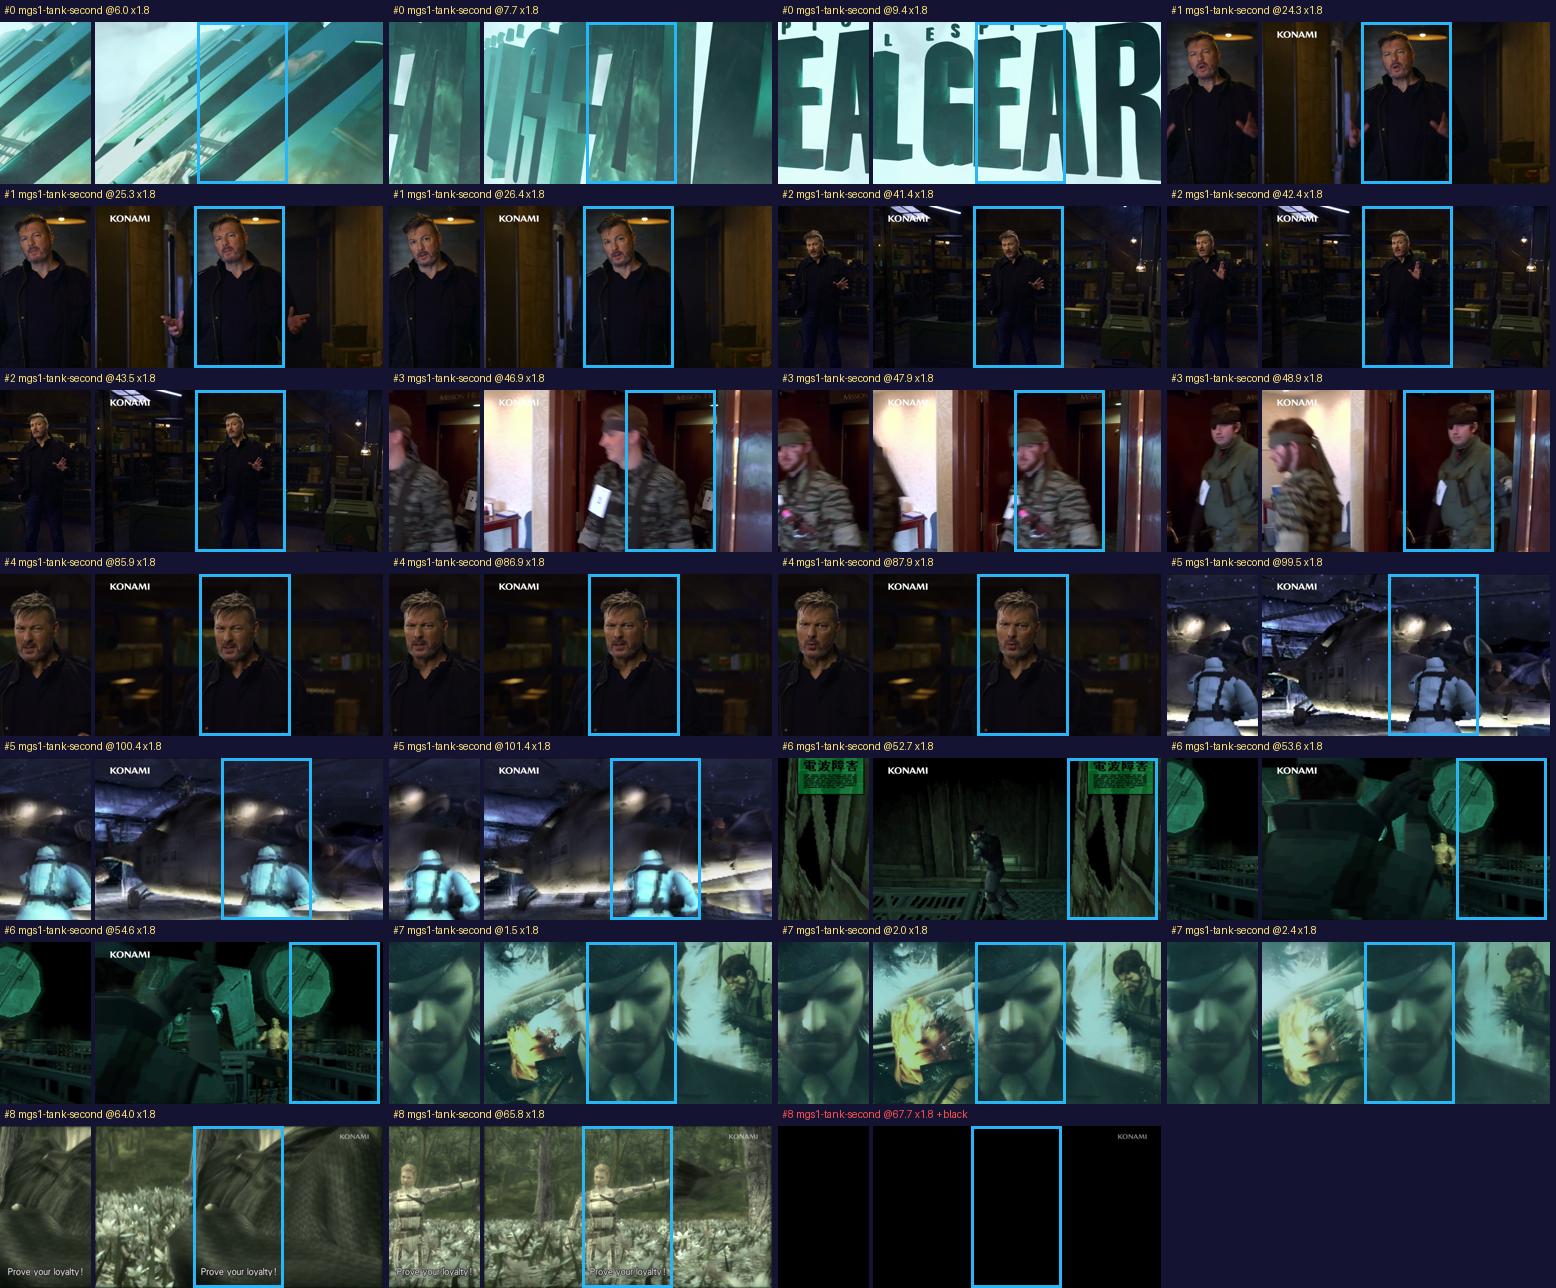 #0 mgs1-tank-second @6.0 x1.8
#0 mgs1-tank-second @7.7 x1.8
#0 mgs1-tank-second @9.4 x1.8
#1 mgs1-tank-second @24.3 x1.8
EA
L GEAR
KONAMI
#1 mgs1-tank-second @25.3 x1.8
#1 mgs1-tank-second @26.4 x1.8
#2 mgs1-tank-second @41.4 x1.8
#2 mgs1-tank-second @42.4 x1.8
KONAMI
KONAMI
KONAMI
KONAMI
#2 mgs1-tank-second @43.5 x1.8
#3 mgs1-tank-second @46.9 x1.8
#3 mgs1-tank-second @47.9 x1.8
#3 mgs1-tank-second @48.9 x1.8
KONAMI
KONAMI
KONAMI
#4 mgs1-tank-second @85.9 x1.8
#4 mgs1-tank-second @86.9 x1.8
#4 mgs1-tank-second @87.9 x1.8
#5 mgs1-tank-second @99.5 x1.8
KONAMI
KONAMI
KONAMI
KONAMI
#5 mgs1-tank-second @100.4 x1.8
#5 mgs1-tank-second @101.4 x1.8
#6 mgs1-tank-second @52.7 x1.8
#6 mgs1-tank-second @53.6 x1.8
電波障害
電波障害
KONAMI
KONAMI
KONAMI
KONAMI
#6 mgs1-tank-second @54.6 x1.8
#7 mgs1-tank-second @1.5 x1.8
#7 mgs1-tank-second @2.0 x1.8
#7 mgs1-tank-second @2.4 x1.8
KONAMI
#8 mgs1-tank-second @64.0 x1.8
#8 mgs1-tank-second @65.8 x1.8
#8 mgs1-tank-second @67.7 x1.8 +black
KONAMI
KONAMI
KONAMI
Prove your loyalty!
Prove your loyalty!
Prove your loyalty!
Prove your loyalty!